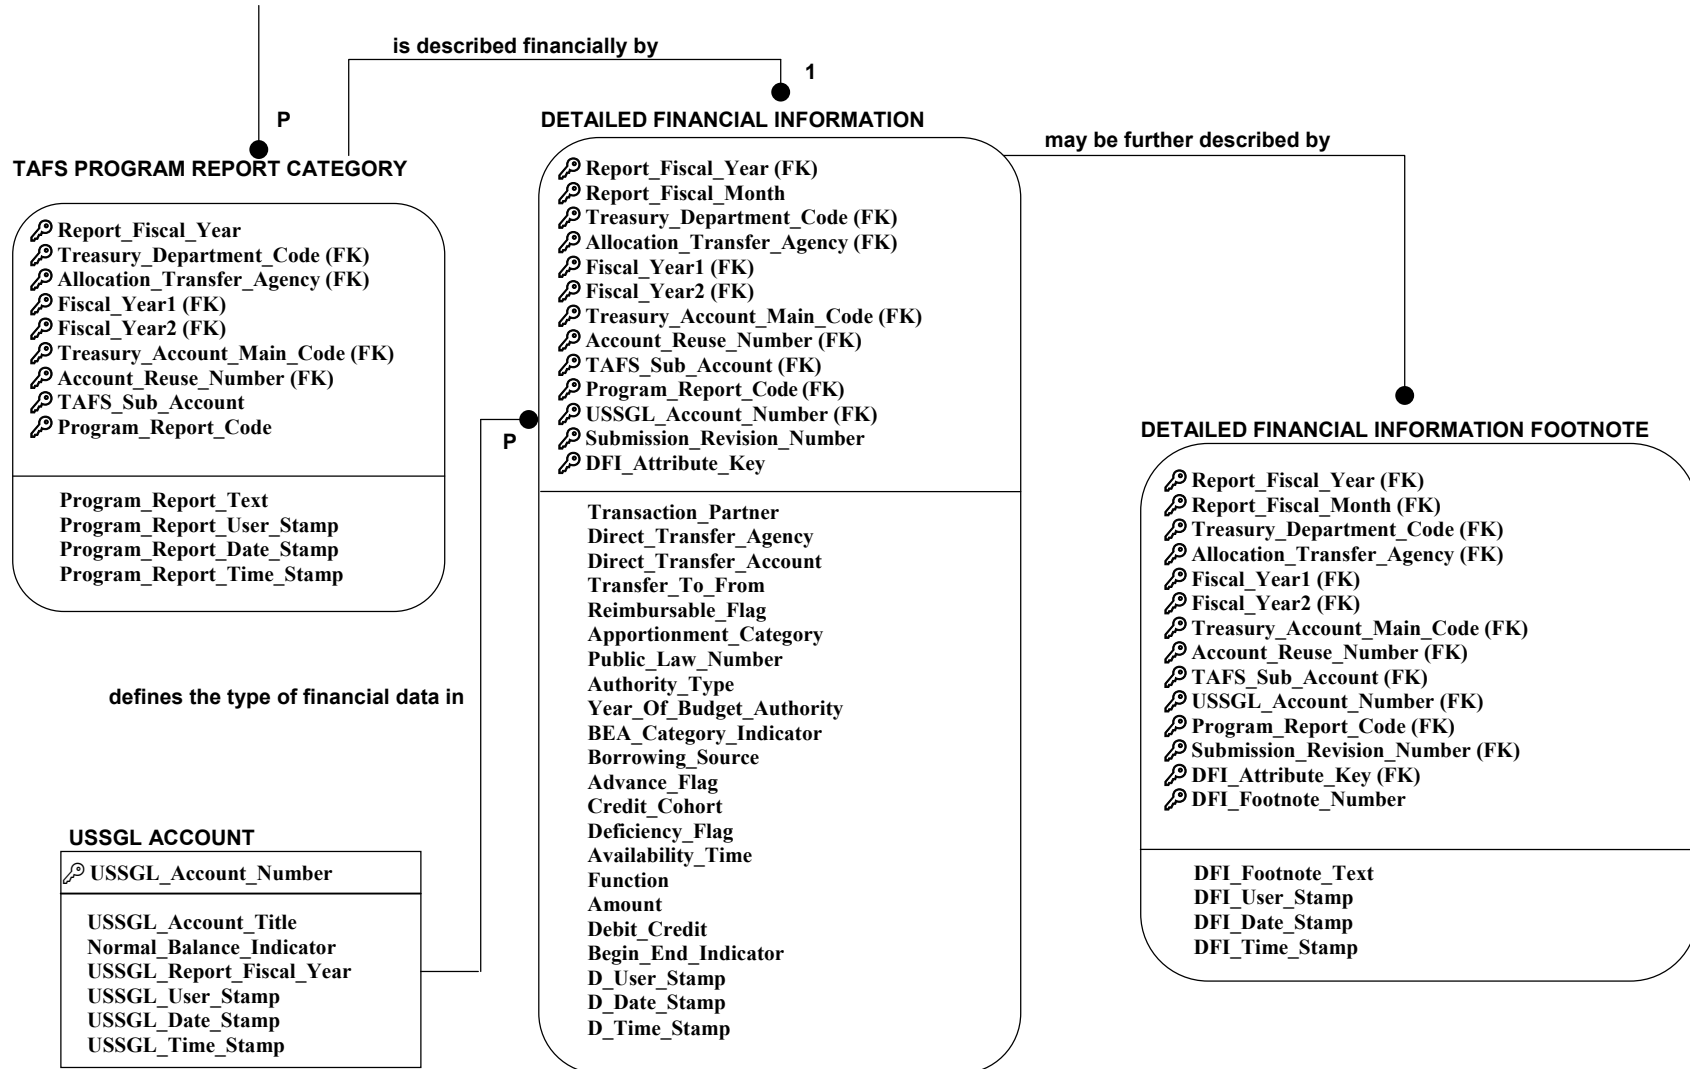 is described financially by
1
P
TAFS PROGRAM REPORT CATEGORY
Report_Fiscal_Year
Treasury_Department_Code (FK)
Allocation_Transfer_Agency (FK)
Fiscal_Year1 (FK)
Fiscal_Year2 (FK)
Treasury_Account_Main_Code (FK)
Account_Reuse_Number (FK)
TAFS_Sub_Account
Program_Report_Code
Program_Report_Text
Program_Report_User_Stamp
Program_Report_Date_Stamp
Program_Report_Time_Stamp
DETAILED FINANCIAL INFORMATION
Report_Fiscal_Year (FK)
Report_Fiscal_Month
Treasury_Department_Code (FK)
Allocation_Transfer_Agency (FK)
Fiscal_Year1 (FK)
Fiscal_Year2 (FK)
Treasury_Account_Main_Code (FK)
Account_Reuse_Number (FK)
TAFS_Sub_Account (FK)
Program_Report_Code (FK)
USSGL_Account_Number (FK)
Submission_Revision_Number
DFI_Attribute_Key
Transaction_Partner
Direct_Transfer_Agency
Direct_Transfer_Account
Transfer_To_From
Reimbursable_Flag
Apportionment_Category
Public_Law_Number
Authority_Type
Year_Of_Budget_Authority
BEA_Category_Indicator
Borrowing_Source
Advance_Flag
Credit_Cohort
Deficiency_Flag
Availability_Time
Function
Amount
Debit_Credit
Begin_End_Indicator
D_User_Stamp
D_Date_Stamp
D_Time_Stamp
may be further described by
DETAILED FINANCIAL INFORMATION FOOTNOTE
Report_Fiscal_Year (FK)
Report_Fiscal_Month (FK)
Treasury_Department_Code (FK)
Allocation_Transfer_Agency (FK)
Fiscal_Year1 (FK)
Fiscal_Year2 (FK)
Treasury_Account_Main_Code (FK)
Account_Reuse_Number (FK)
TAFS_Sub_Account (FK)
USSGL_Account_Number (FK)
Program_Report_Code (FK)
Submission_Revision_Number (FK)
DFI_Attribute_Key (FK)
DFI_Footnote_Number
DFI_Footnote_Text
DFI_User_Stamp
DFI_Date_Stamp
DFI_Time_Stamp
P
defines the type of financial data in
USSGL ACCOUNT
USSGL_Account_Number
USSGL_Account_Title
Normal_Balance_Indicator
USSGL_Report_Fiscal_Year
USSGL_User_Stamp
USSGL_Date_Stamp
USSGL_Time_Stamp